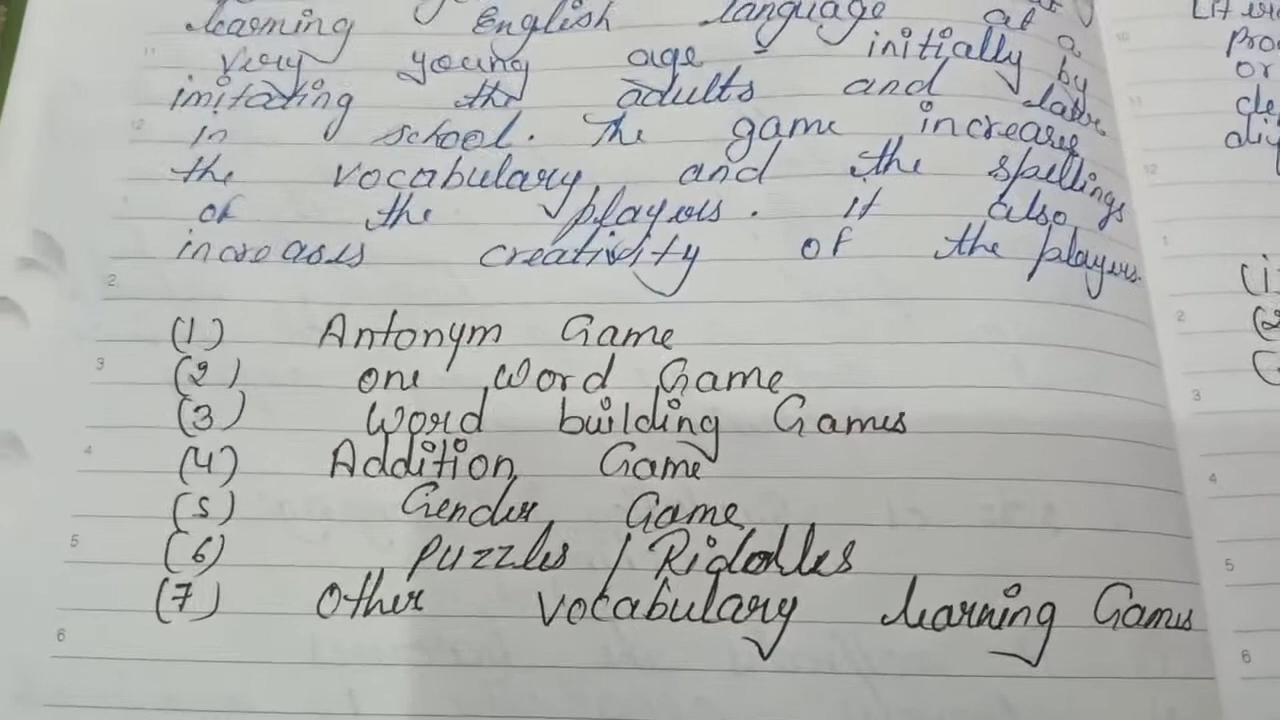 learning English language at a
very young age - initially by
imitating the adults and later
in school. The game increases
the vocabulary and the spellings
of the players. it also
increases creativity of the players.
(1) Antonym Game
(2) one word Game
(3) Word building Games
(4) Addition Game
(5) Gender Game
(6) Puzzles / Riddles
(7) Other vocabulary learning Games